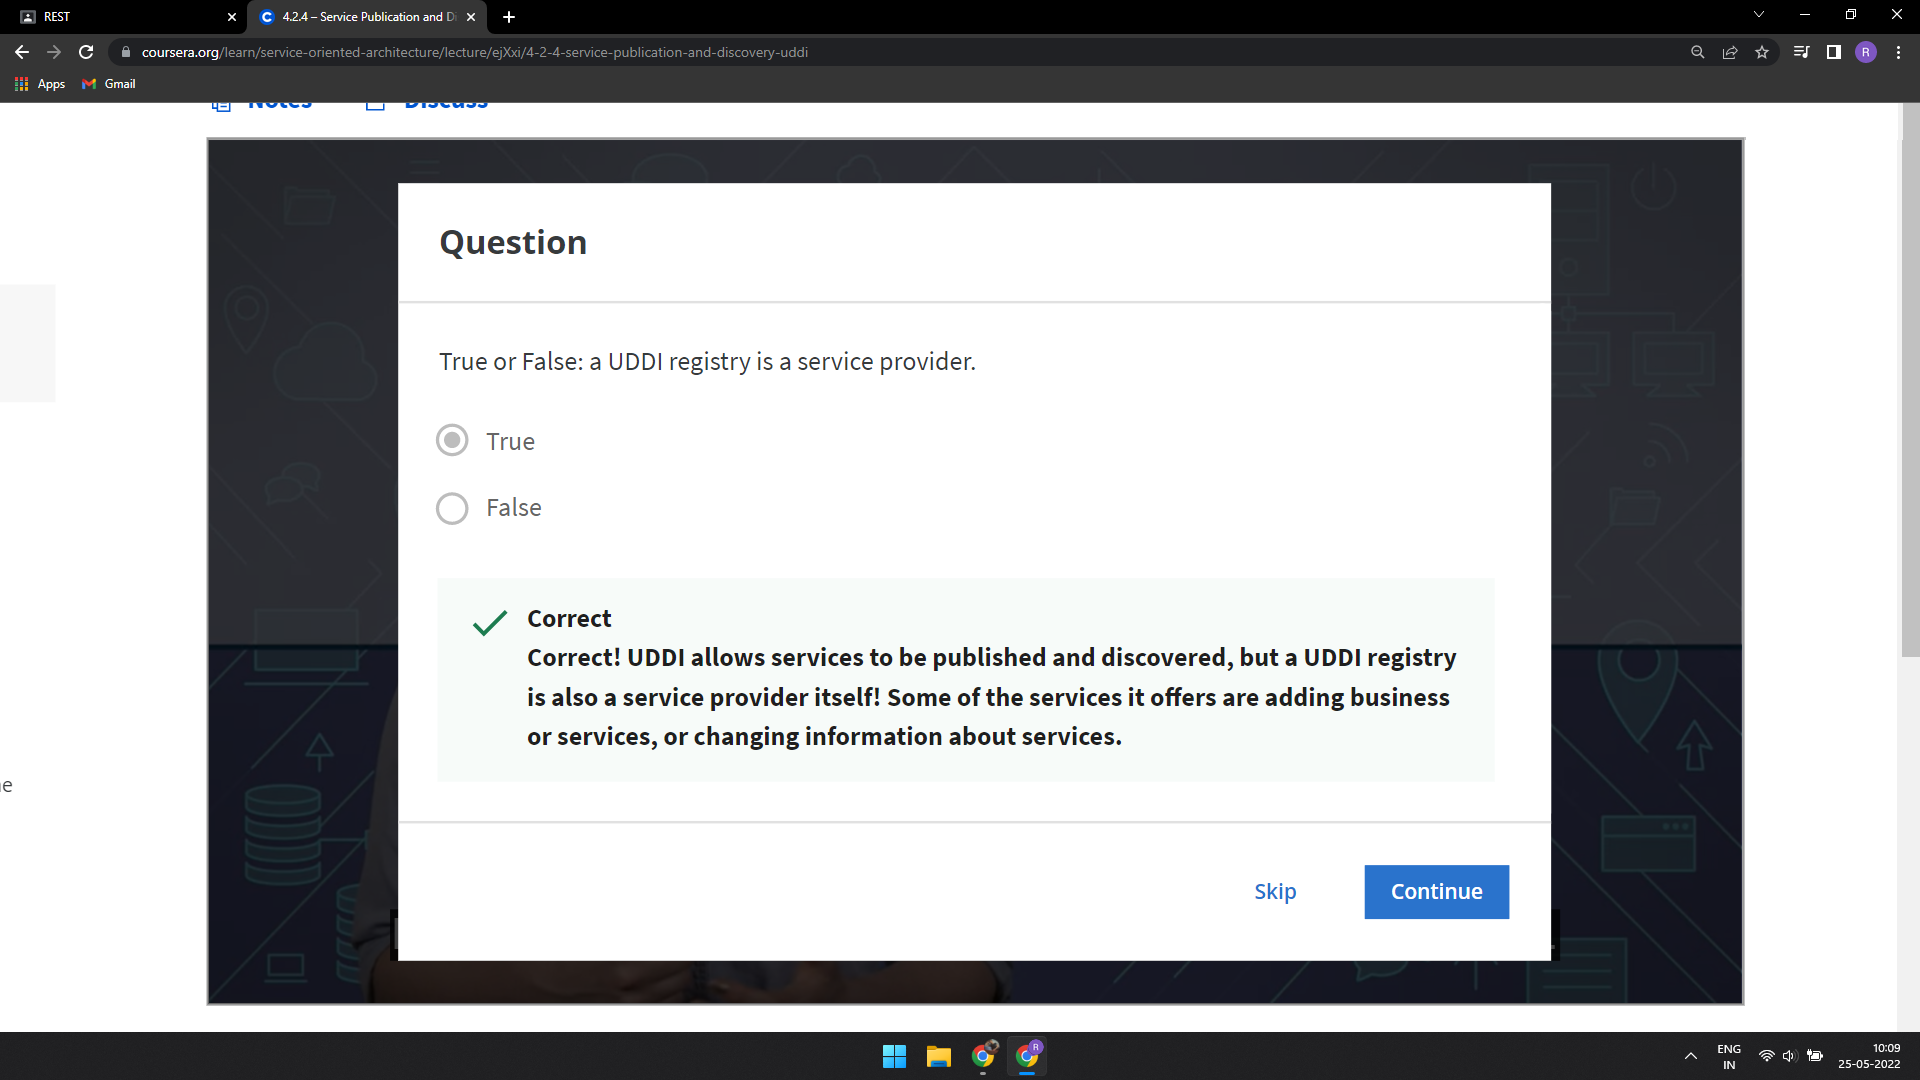 REST
4.2.4 – Service Publication and D
coursera.org/learn/service-oriented-architecture/lecture/ejXxi/4-2-4-service-publication-and-discovery-uddi
R
Apps
Gmail
Notes
Discuss
Question
True or False: a UDDI registry is a service provider.
True
False
Correct
Correct! UDDI allows services to be published and discovered, but a UDDI registry
is also a service provider itself! Some of the services it offers are adding business
or services, or changing information about services.
Skip
Continue
R
ENG
IN
10:09
25-05-2022